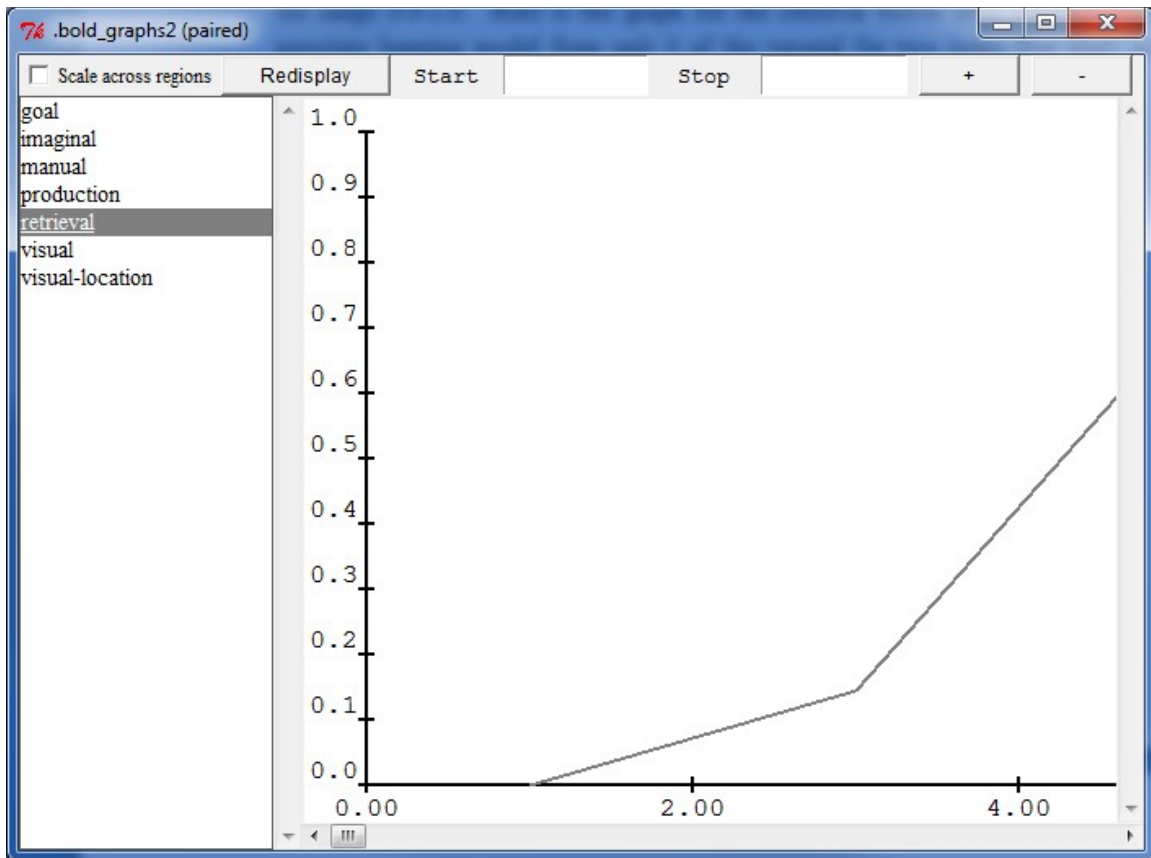 .bold_graphs2 (paired)
Scale across regions Redisplay Start Stop + -
goal
imaginal
manual
production
retrieval
visual
visual-location
1.0
0.9
0.8
0.7
0.6
0.5
0.4
0.3
0.2
0.1
0.0
0.00 2.00 4.00